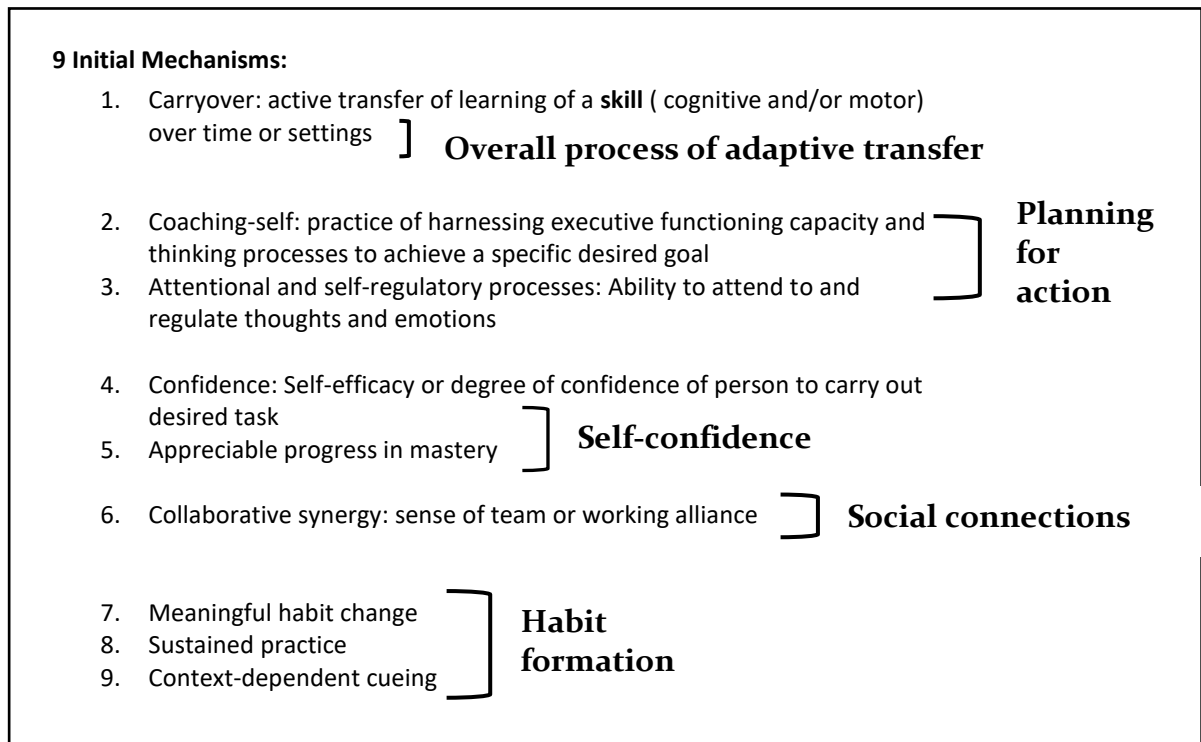 9 Initial Mechanisms:
1. Carryover: active transfer of learning of a skill ( cognitive and/or motor)
over time or settings
Overall process of adaptive transfer
2. Coaching-self: practice of harnessing executive functioning capacity and
thinking processes to achieve a specific desired goal
3. Attentional and self-regulatory processes: Ability to attend to and
regulate thoughts and emotions
Planning
for
action
4. Confidence: Self-efficacy or degree of confidence of person to carry out
desired task
5. Appreciable progress in mastery
Self-confidence
6. Collaborative synergy: sense of team or working alliance
Social connections
7. Meaningful habit change
8. Sustained practice
9. Context-dependent cueing
Habit
formation